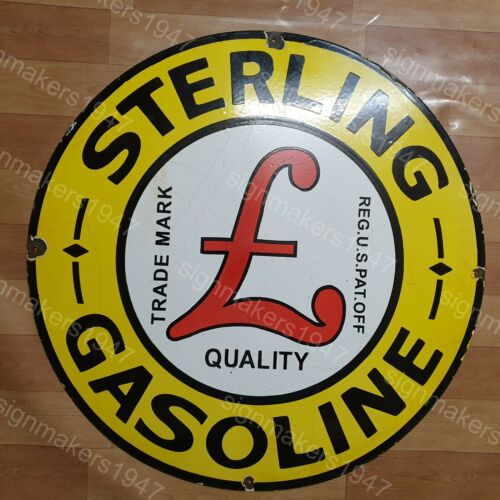 STERLING
£
TRADE MARK
REG.U.S.PAT.OFF
QUALITY
GASOLINE
signmakers1947